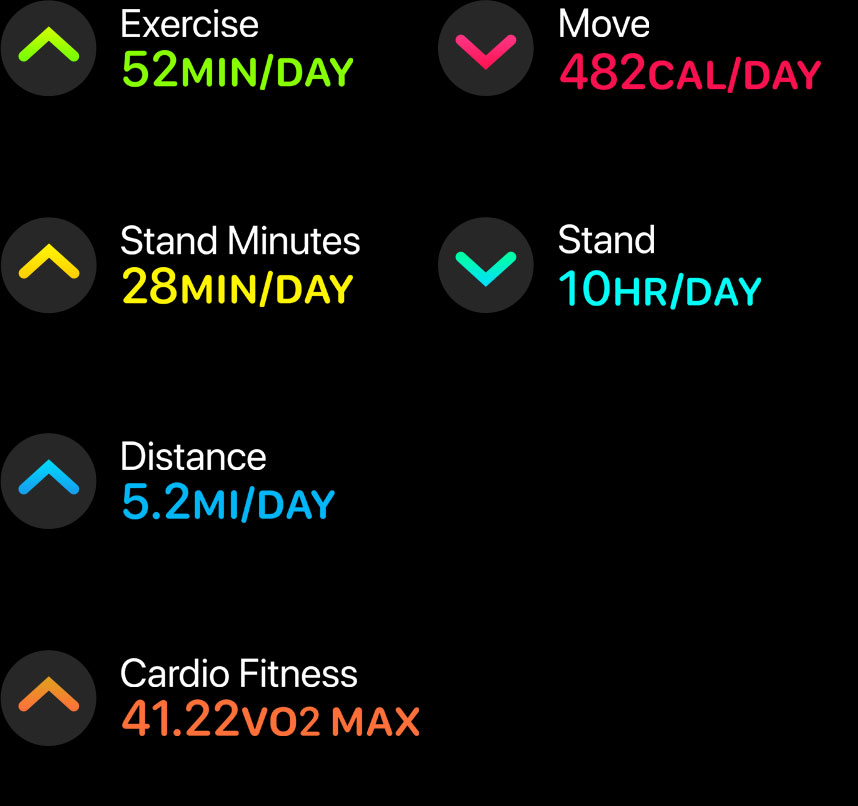 Exercise
52MIN/DAY
Move
482CAL/DAY
Stand Minutes
28MIN/DAY
Stand
10HR/DAY
Distance
5.2MI/DAY
Cardio Fitness
41.22VO2 MAX